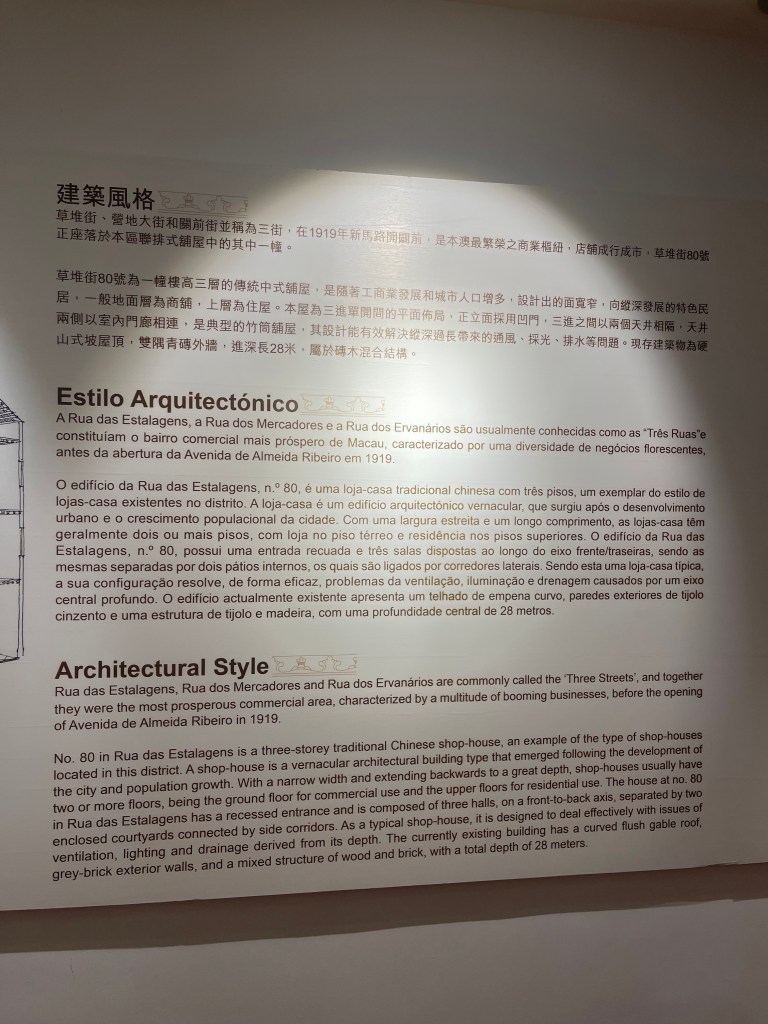 建築風格
草堆街、營地大街和關前街並稱為三街，在1919年新馬路開闢前，是本澳最繁榮之商業樞紐，店舖成行成市，草堆街80號
正座落於本區聯排式舖屋中的其中一幢。
草堆街80號為一幢樓高三層的傳統中式舖屋，是隨著工商業發展和城市人口增多，設計出的面寬窄，向縱深發展的特色民
居，一般地面層為商舖，上層為住屋。本屋為三進單開間的平面佈局，正立面採用凹門，三進之間以兩個天井相隔，天井
兩側以室內門廊相連，是典型的竹筒舖屋，其設計能有效解決縱深過長帶來的通風、採光、排水等問題。現存建築物為硬
山式坡屋頂，雙隅青磚外牆，進深長28米，屬於磚木混合結構。
Estilo Arquitectónico
A Rua das Estalagens, a Rua dos Mercadores e a Rua dos Ervanários são usualmente conhecidas como as “Três Ruas”e
constituíam o bairro comercial mais próspero de Macau, caracterizado por uma diversidade de negócios florescentes,
antes da abertura da Avenida de Almeida Ribeiro em 1919.
O edifício da Rua das Estalagens, n.º 80, é uma loja-casa tradicional chinesa com três pisos, um exemplar do estilo de
lojas-casa existentes no distrito. A loja-casa é um edifício arquitectónico vernacular, que surgiu após o desenvolvimento
urbano e o crescimento populacional da cidade. Com uma largura estreita e um longo comprimento, as lojas-casa têm
geralmente dois ou mais pisos, com loja no piso térreo e residência nos pisos superiores. O edifício da Rua das
Estalagens, n.º 80, possui uma entrada recuada e três salas dispostas ao longo do eixo frente/traseiras, sendo as
mesmas separadas por dois pátios internos, os quais são ligados por corredores laterais. Sendo esta uma loja-casa típica,
a sua configuração resolve, de forma eficaz, problemas da ventilação, iluminação e drenagem causados por um eixo
central profundo. O edifício actualmente existente apresenta um telhado de empena curvo, paredes exteriores de tijolo
cinzento e uma estrutura de tijolo e madeira, com uma profundidade central de 28 metros.
Architectural Style
Rua das Estalagens, Rua dos Mercadores and Rua dos Ervanários are commonly called the ‘Three Streets’, and together
they were the most prosperous commercial area, characterized by a multitude of booming businesses, before the opening
of Avenida de Almeida Ribeiro in 1919.
No. 80 in Rua das Estalagens is a three-storey traditional Chinese shop-house, an example of the type of shop-houses
located in this district. A shop-house is a vernacular architectural building type that emerged following the development of
the city and population growth. With a narrow width and extending backwards to a great depth, shop-houses usually have
two or more floors, being the ground floor for commercial use and the upper floors for residential use. The house at no. 80
in Rua das Estalagens has a recessed entrance and is composed of three halls, on a front-to-back axis, separated by two
enclosed courtyards connected by side corridors. As a typical shop-house, it is designed to deal effectively with issues of
ventilation, lighting and drainage derived from its depth. The currently existing building has a curved flush gable roof,
grey-brick exterior walls, and a mixed structure of wood and brick, with a total depth of 28 meters.